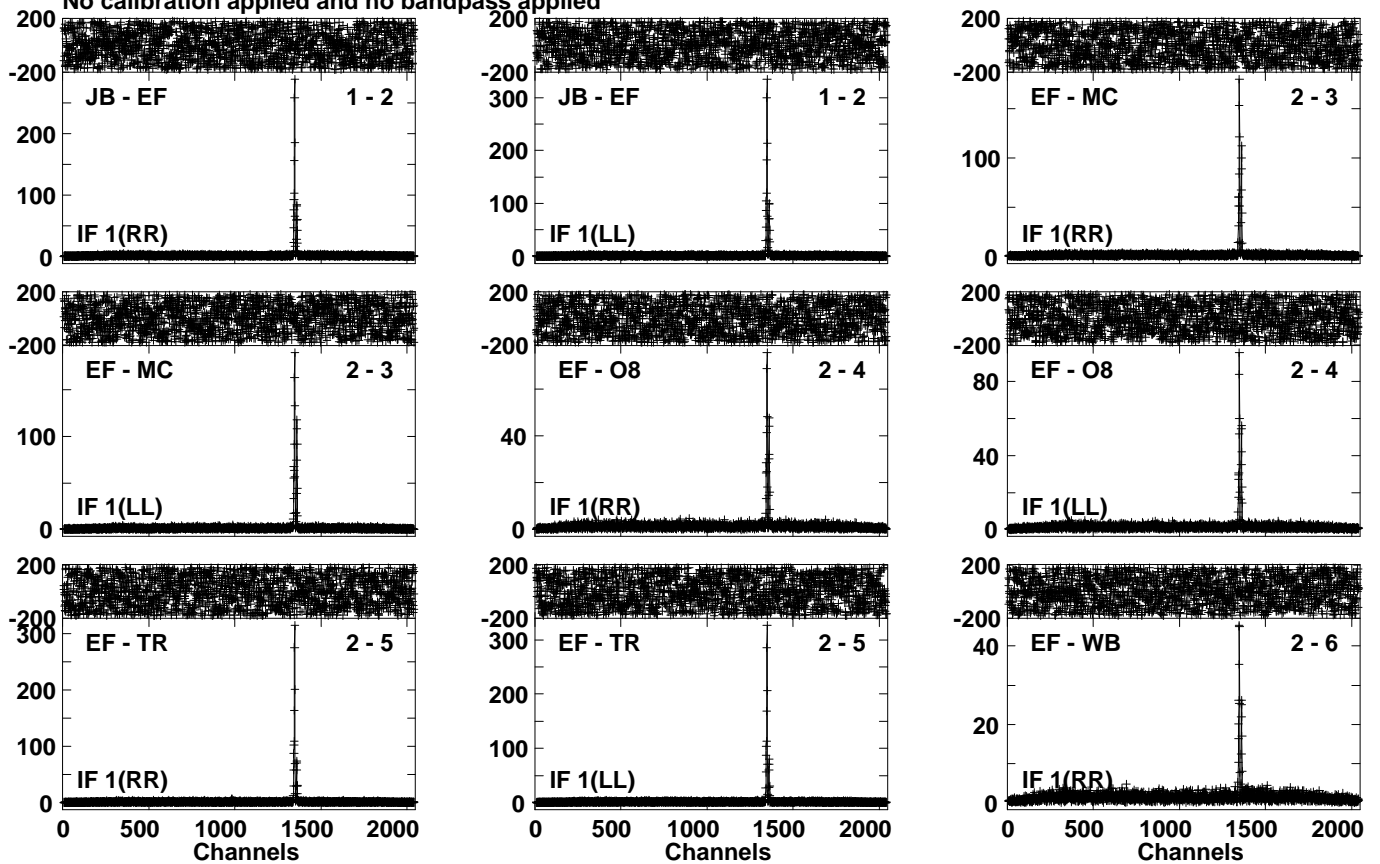 No calibration applied and no bandpass applied
200
-200
JB - EF 1 - 2
200
100
0
IF 1(RR)
200
-200
JB - EF 1 - 2
300
200
100
0
IF 1(LL)
200
-200
EF - MC 2 - 3
100
0
IF 1(RR)
200
-200
EF - MC 2 - 3
100
0
IF 1(LL)
200
-200
EF - O8 2 - 4
40
0
IF 1(RR)
200
-200
EF - O8 2 - 4
80
40
0
IF 1(LL)
200
-200
EF - TR 2 - 5
300
200
100
0
IF 1(RR)
0 500 1000 1500 2000
Channels
200
-200
EF - TR 2 - 5
300
200
100
0
IF 1(LL)
0 500 1000 1500 2000
Channels
200
-200
EF - WB 2 - 6
40
20
0
IF 1(RR)
0 500 1000 1500 2000
Channels